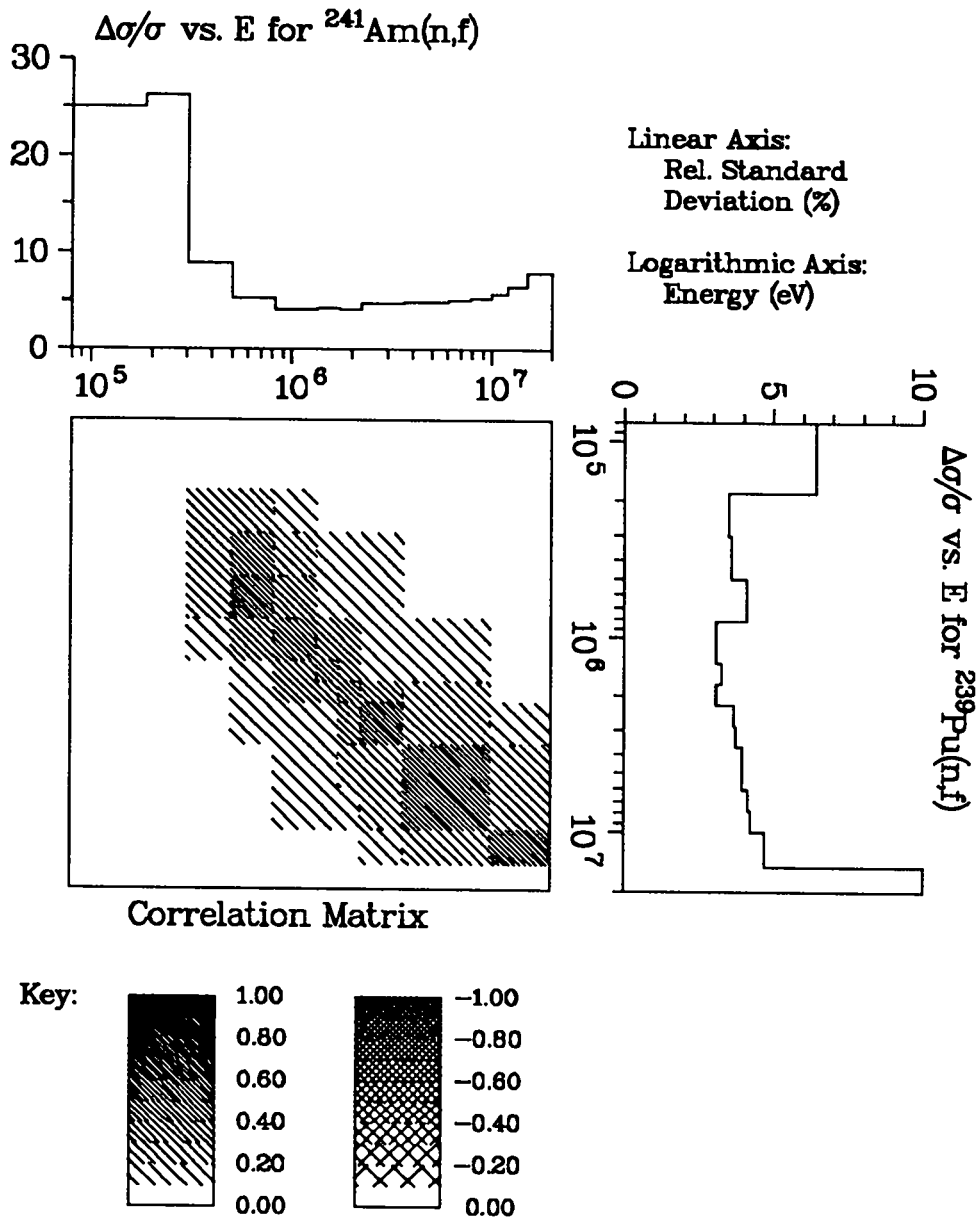 Δσ/σ vs. E for ²⁴¹Am(n,f)
30
20
10
0
10⁵
10⁶
10⁷
Linear Axis:
Rel. Standard
Deviation (%)
Logarithmic Axis:
Energy (eV)
0
5
10
10⁵
10⁶
10⁷
Δσ/σ vs. E for ²³⁹Pu(n,f)
Correlation Matrix
Key:
1.00
0.80
0.60
0.40
0.20
0.00
-1.00
-0.80
-0.60
-0.40
-0.20
0.00